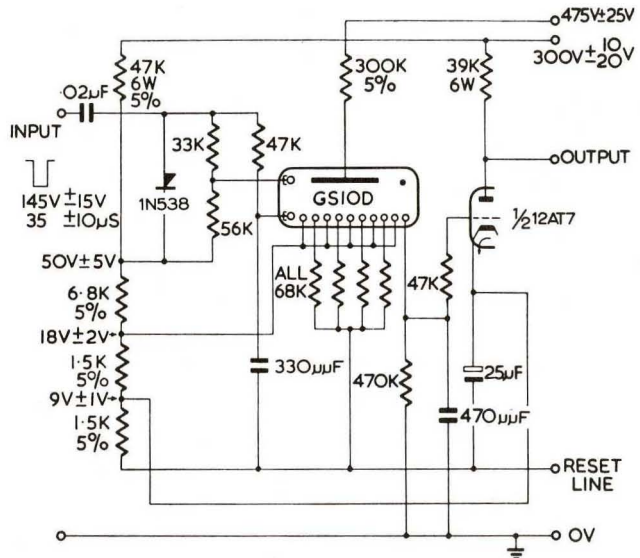 475V±25V
300V±10
20V
47K
6W
5%
·02µF
300K
5%
39K
6W
INPUT
33K
47K
OUTPUT
GS10D
1N538
½12AT7
145V ±15V
35 ±10µS
56K
50V±5V
ALL
68K
47K
6·8K
5%
18V±2V
1·5K
5%
330µµF
470K
25µF
9V±1V
470µµF
1·5K
5%
RESET
LINE
0V